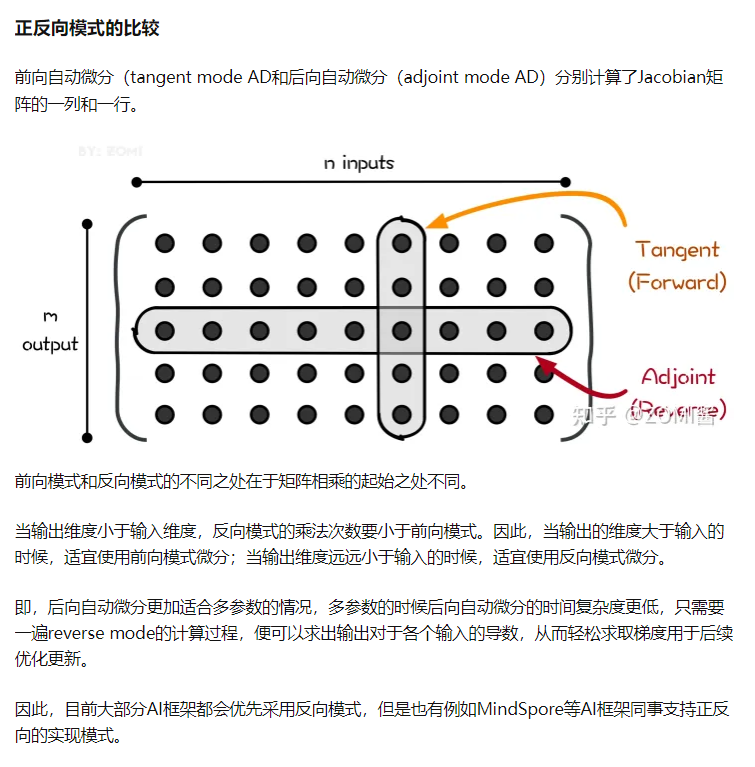 正反向模式的比较
前向自动微分（tangent mode AD和后向自动微分（adjoint mode AD）分别计算了Jacobian矩
阵的一列和一行。
BY: ZOMI
n inputs
Tangent
(Forward)
m
output
Adjoint
(Reverse)
知乎 @ZOMI酱
前向模式和反向模式的不同之处在于矩阵相乘的起始之处不同。
当输出维度小于输入维度，反向模式的乘法次数要小于前向模式。因此，当输出的维度大于输入的
时候，适宜使用前向模式微分；当输出维度远远小于输入的时候，适宜使用反向模式微分。
即，后向自动微分更加适合多参数的情况，多参数的时候后向自动微分的时间复杂度更低，只需要
一遍reverse mode的计算过程，便可以求出输出对于各个输入的导数，从而轻松求取梯度用于后续
优化更新。
因此，目前大部分AI框架都会优先采用反向模式，但是也有例如MindSpore等AI框架同事支持正反
向的实现模式。